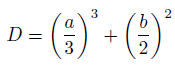 D = (a/3)³ + (b/2)²